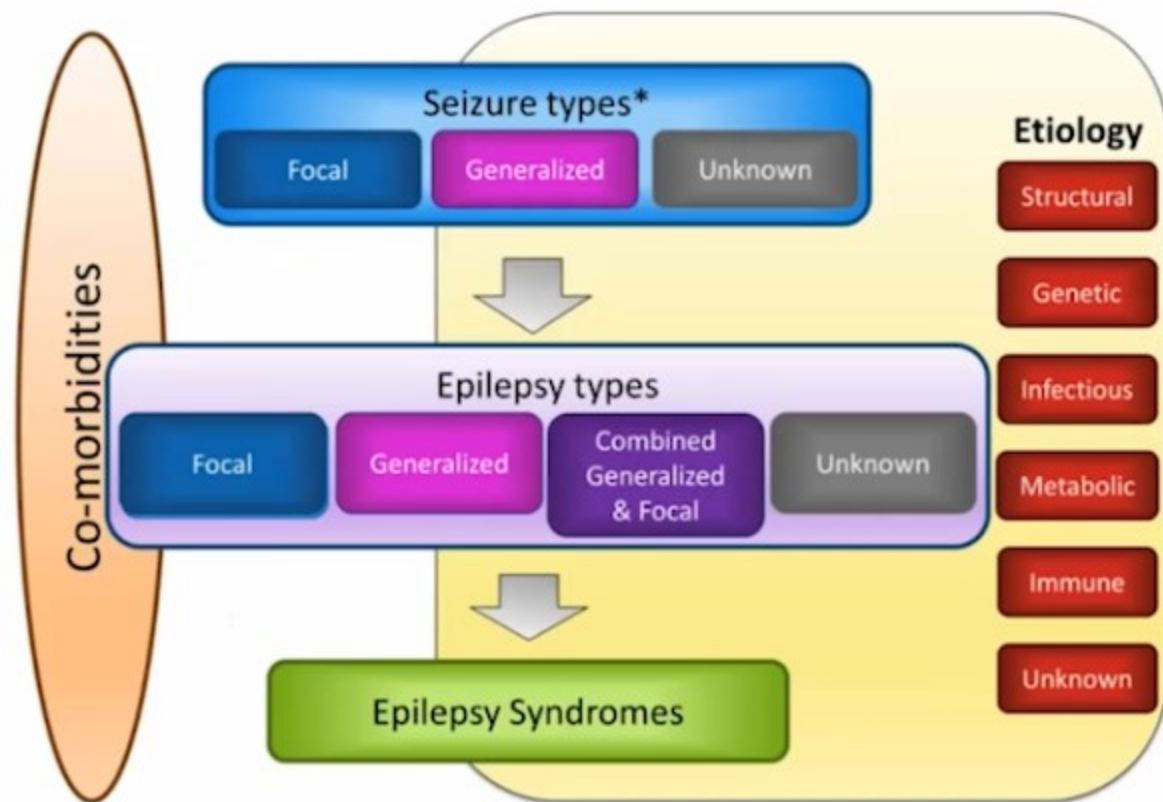 Co-morbidities
Seizure types*
Focal
Generalized
Unknown
Epilepsy types
Focal
Generalized
Combined
Generalized
& Focal
Unknown
Epilepsy Syndromes
Etiology
Structural
Genetic
Infectious
Metabolic
Immune
Unknown